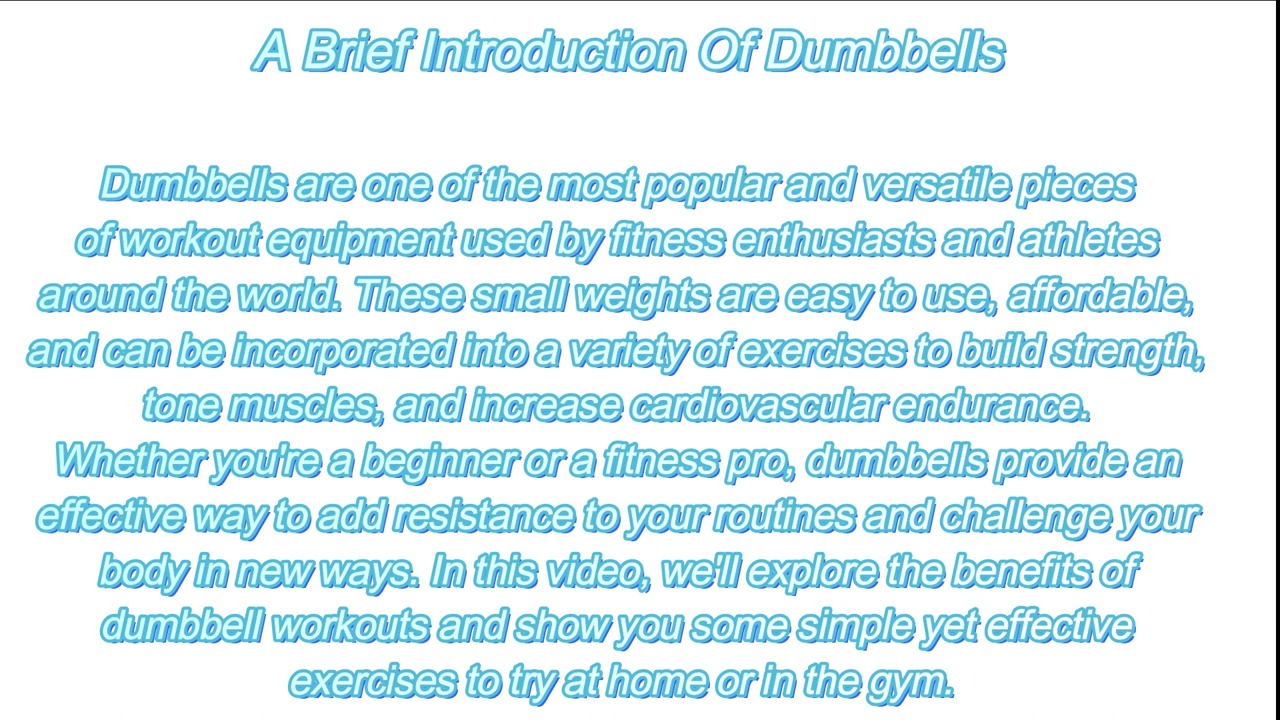 A Brief Introduction Of Dumbbells
Dumbbells are one of the most popular and versatile pieces
of workout equipment used by fitness enthusiasts and athletes
around the world. These small weights are easy to use, affordable,
and can be incorporated into a variety of exercises to build strength,
tone muscles, and increase cardiovascular endurance.
Whether you're a beginner or a fitness pro, dumbbells provide an
effective way to add resistance to your routines and challenge your
body in new ways. In this video, we'll explore the benefits of
dumbbell workouts and show you some simple yet effective
exercises to try at home or in the gym.